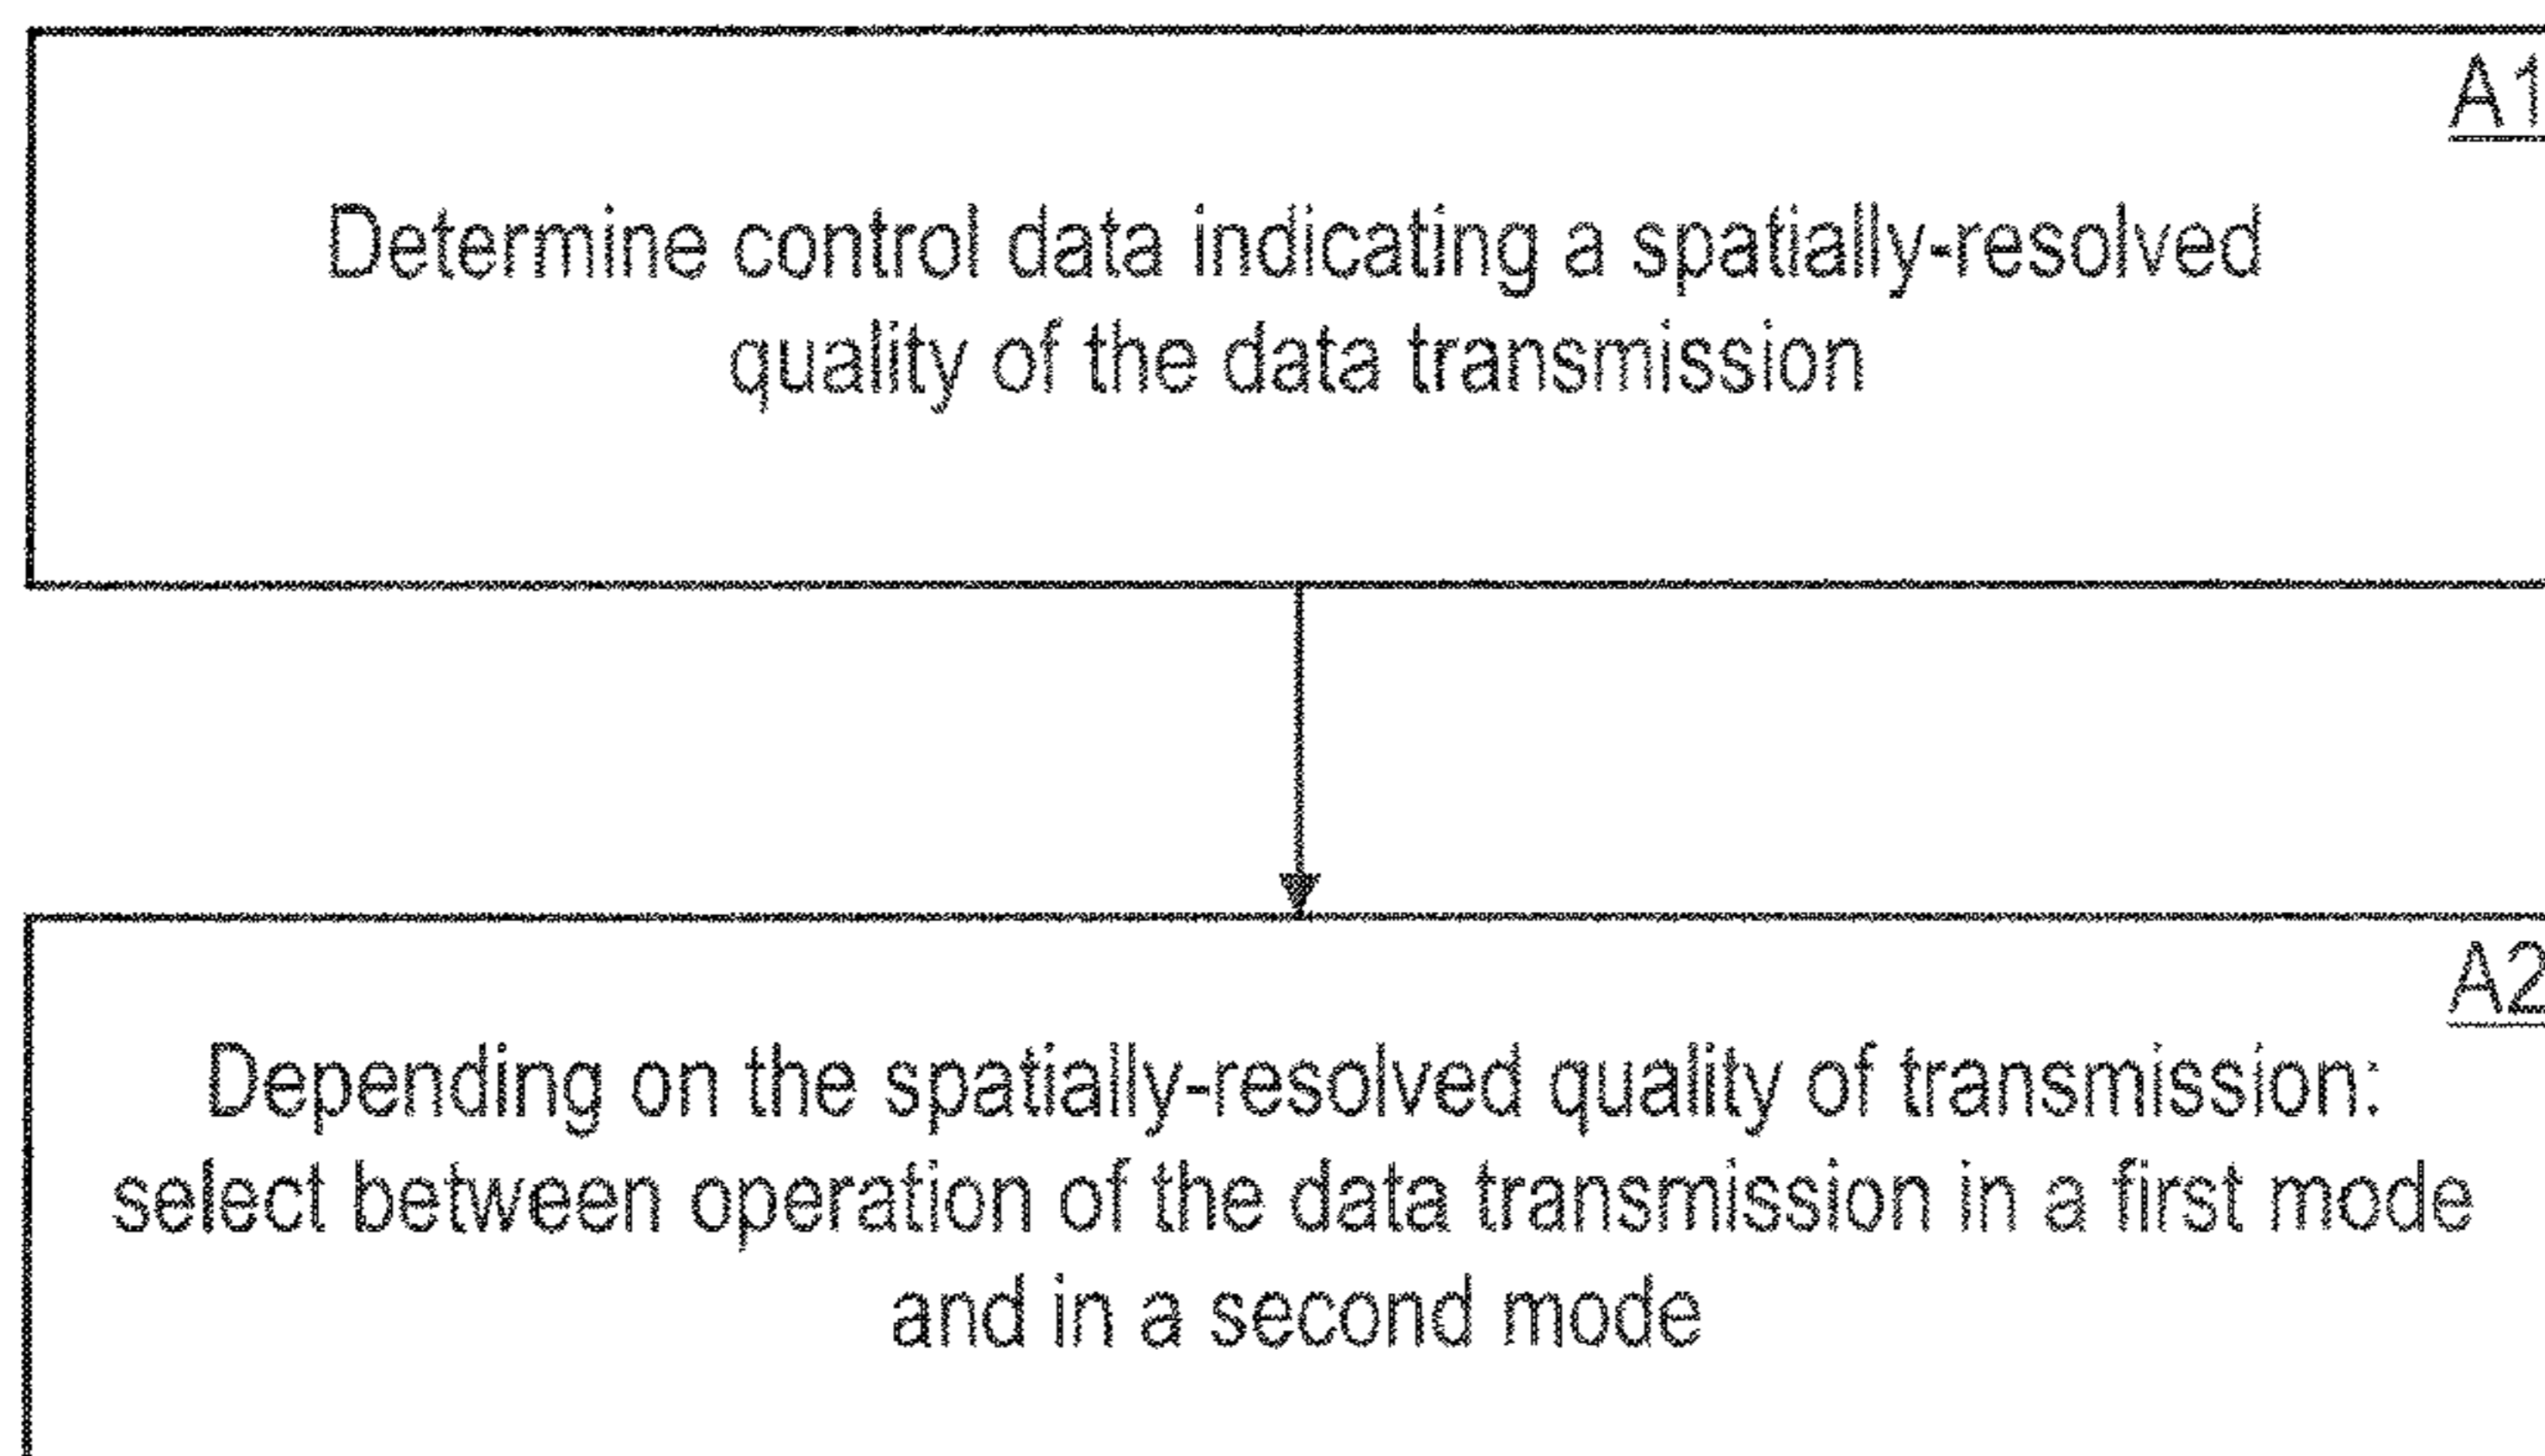 A1
Determine control data indicating a spatially-resolved
quality of the data transmission
A2
Depending on the spatially-resolved quality of transmission:
select between operation of the data transmission in a first mode
and in a second mode